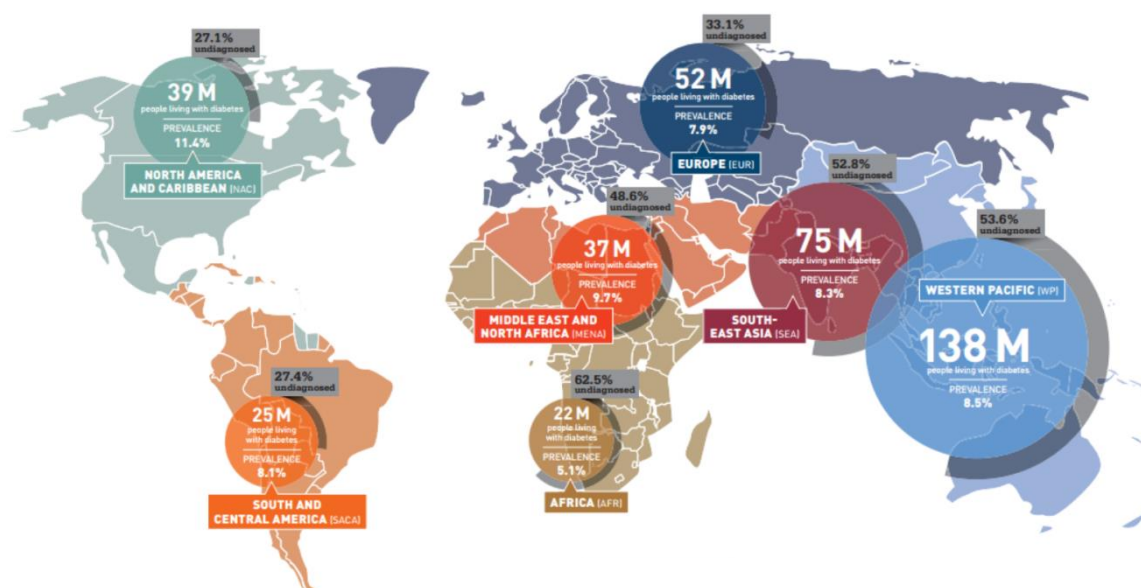 27.1%
undiagnosed
39 M
people living with diabetes
PREVALENCE
11.4%
NORTH AMERICA
AND CARIBBEAN (NAC)
33.1%
undiagnosed
52 M
people living with diabetes
PREVALENCE
7.9%
EUROPE (EUR)
48.6%
undiagnosed
37 M
people living with diabetes
PREVALENCE
9.7%
MIDDLE EAST AND
NORTH AFRICA (MENA)
52.8%
undiagnosed
75 M
people living with diabetes
PREVALENCE
8.3%
SOUTH-
EAST ASIA (SEA)
53.6%
undiagnosed
WESTERN PACIFIC (WP)
138 M
people living with diabetes
PREVALENCE
8.5%
27.4%
undiagnosed
25 M
people living
with diabetes
PREVALENCE
8.1%
SOUTH AND
CENTRAL AMERICA (SACA)
62.5%
undiagnosed
22 M
people living
with diabetes
PREVALENCE
5.1%
AFRICA (AFR)